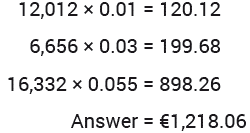 12,012 × 0.01 = 120.12
6,656 × 0.03 = 199.68
16,332 × 0.055 = 898.26
Answer = €1,218.06